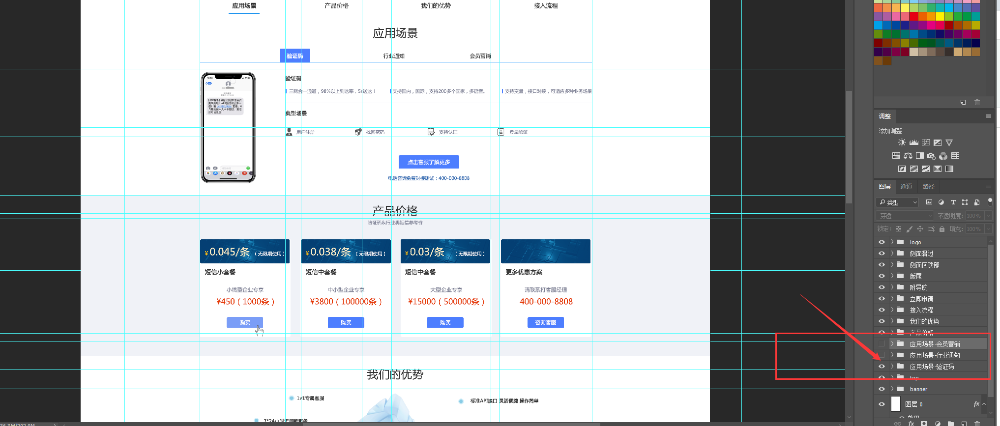 应用场景
产品价格
我们的优势
接入流程
应用场景
验证码
行业通知
会员营销
验证码
三网合一通道，98%以上到达率，5s送达！
支持国内，国际，支持200多个国家，多语言。
支持变量，接口对接，可适应多种业务场景
典型场景
用户注册
找回密码
支持认证
登录验证
点击客服了解更多
电话咨询免费对接测试：400-000-8808
产品价格
验证码&行业类短信参考价
¥0.045/条（无限期使用）
¥0.038/条（无限期使用）
¥0.03/条（无限期使用）
短信小套餐
短信中套餐
短信中套餐
更多优惠方案
小微型企业专享
中小型企业专享
大型企业专享
请联系打客服经理
¥450（1000条）
¥3800（100000条）
¥15000（500000条）
400-000-8808
购买
购买
购买
咨询客服
我们的优势
1v1专属客服
标准API接口 灵活便捷 操作简单
7*24小时无间断服务
调整
添加调整
图层
通道
路径
类型
穿透
不透明度: 100%
锁定:
填充: 100%
logo
侧面滑过
侧面回顶部
版尾
附导航
立即申请
接入流程
我们的优势
产品价格
应用场景-会员营销
应用场景-行业通知
应用场景-验证码
top
banner
图层 0
fx
效果
fx